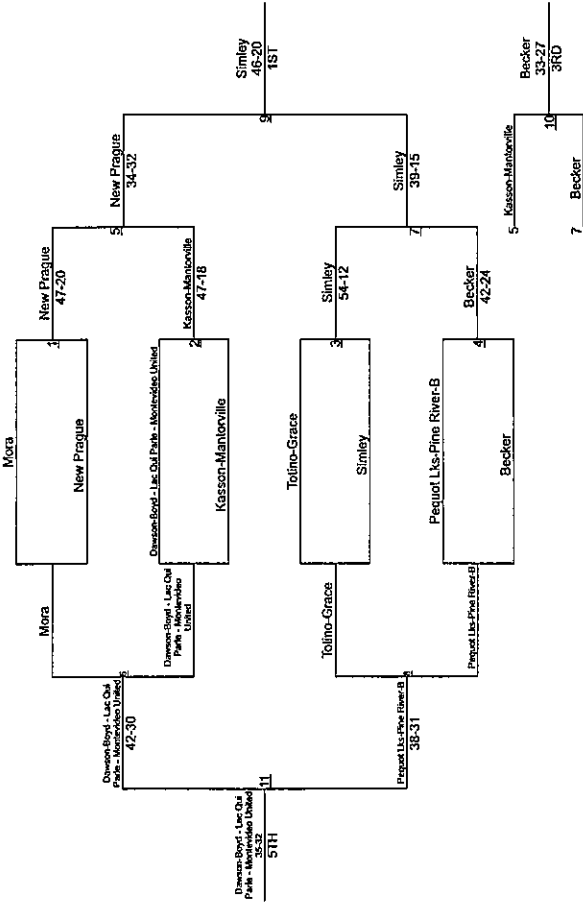 Mora
New Prague
1
New Prague
47-20
Dawson-Boyd - Lac Qui Parle - Montevideo United
Kasson-Mantorville
2
Kasson-Mantorville
47-18
5
New Prague
34-32
Totino-Grace
Simley
3
Simley
54-12
Pequot Lks-Pine River-B
Becker
4
Becker
42-24
7
Simley
39-15
9
Simley
46-20
1ST
5
Kasson-Mantorville
7
Becker
10
Becker
33-27
3RD
Mora
Dawson-Boyd - Lac Qui
Parle - Montevideo
United
6
Dawson-Boyd - Lac Qui
Parle - Montevideo United
42-30
Totino-Grace
Pequot Lks-Pine River-B
Pequot Lks-Pine River-B
38-31
11
Dawson-Boyd - Lac Qui
Parle - Montevideo United
35-32
5TH